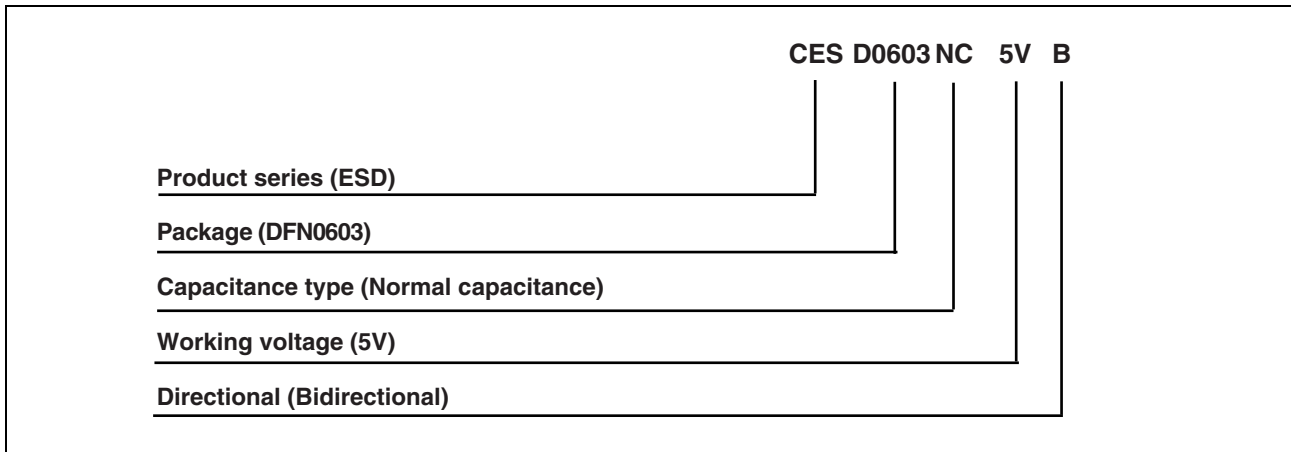 CES D0603 NC 5V B
Product series (ESD)
Package (DFN0603)
Capacitance type (Normal capacitance)
Working voltage (5V)
Directional (Bidirectional)